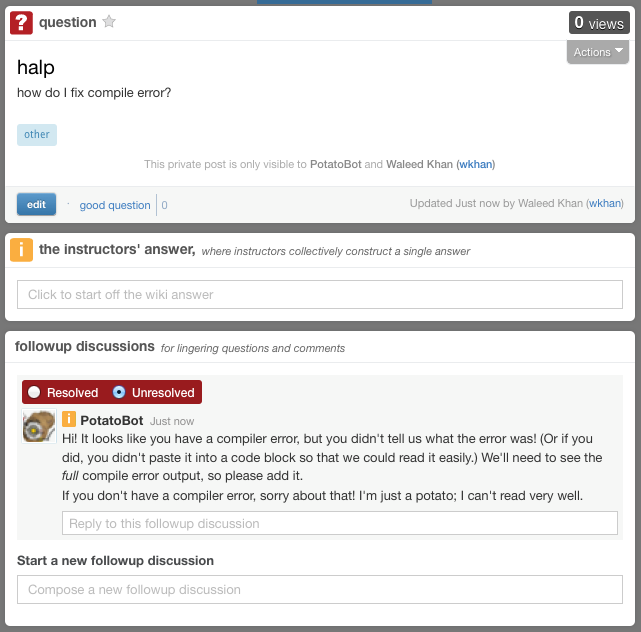 ? question
0 views
Actions
halp
how do I fix compile error?
other
This private post is only visible to PotatoBot and Waleed Khan (wkhan)
edit · good question 0
Updated Just now by Waleed Khan (wkhan)
i the instructors' answer, where instructors collectively construct a single answer
Click to start off the wiki answer
followup discussions for lingering questions and comments
Resolved Unresolved
i PotatoBot Just now
Hi! It looks like you have a compiler error, but you didn't tell us what the error was! (Or if you
did, you didn't paste it into a code block so that we could read it easily.) We'll need to see the
full compile error output, so please add it.
If you don't have a compiler error, sorry about that! I'm just a potato; I can't read very well.
Reply to this followup discussion
Start a new followup discussion
Compose a new followup discussion